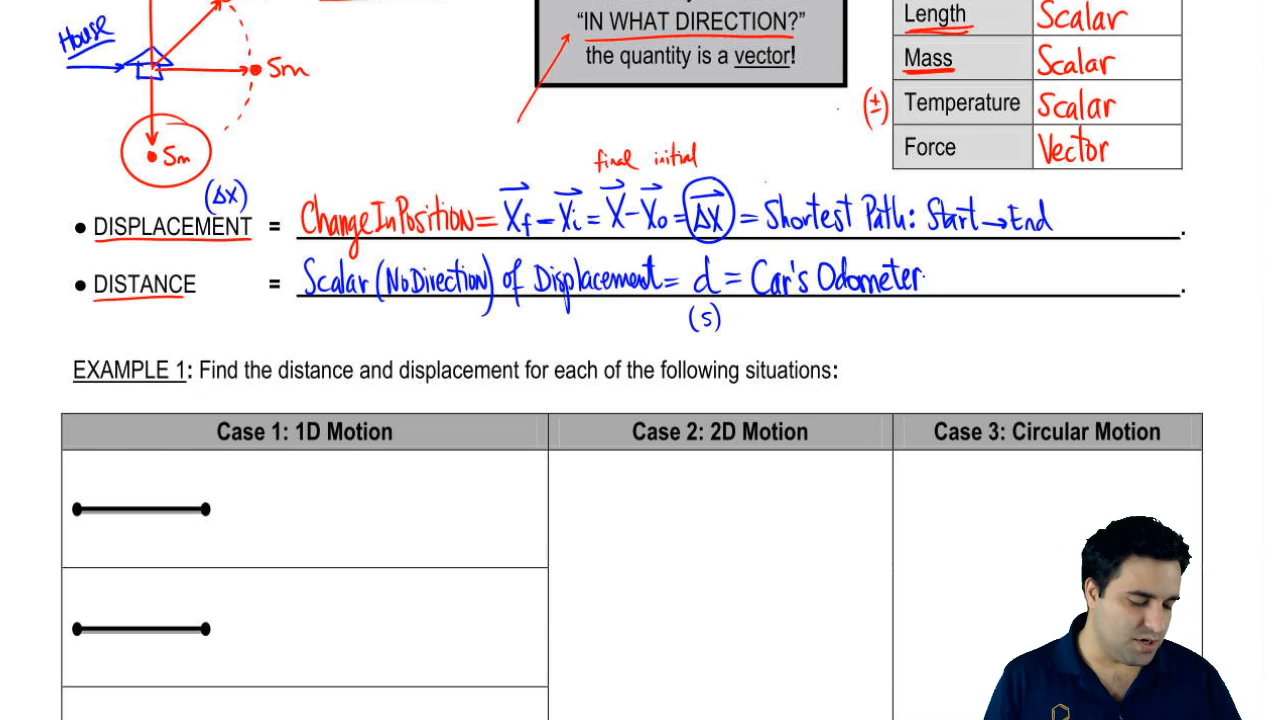 House
5m
5m
"IN WHAT DIRECTION?"
the quantity is a vector!
Length Scalar
Mass Scalar
(±) Temperature Scalar
Force Vector
final initial
(Δx)
● DISPLACEMENT = Change In Position = Xf - Xi = X - X0 = ΔX = Shortest Path: Start → End.
● DISTANCE = Scalar (No Direction) of Displacement = d = Car's Odometer.
(s)
EXAMPLE 1: Find the distance and displacement for each of the following situations:
Case 1: 1D Motion Case 2: 2D Motion Case 3: Circular Motion